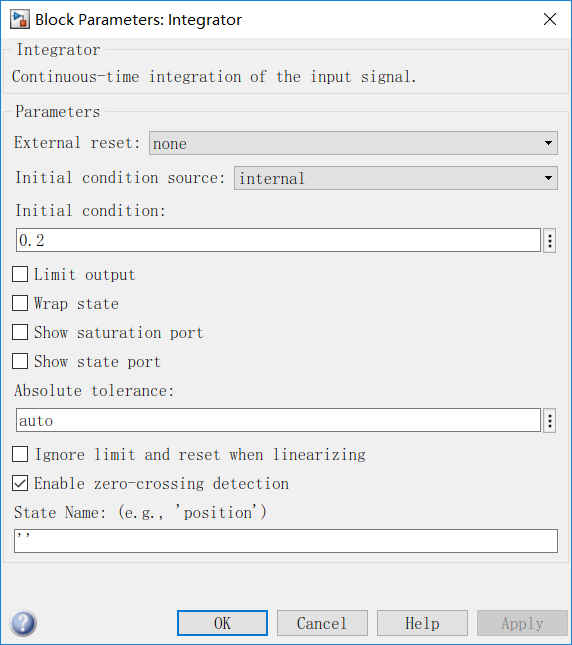 Block Parameters: Integrator
Integrator
Continuous-time integration of the input signal.
Parameters
External reset: none
Initial condition source: internal
Initial condition:
0.2
Limit output
Wrap state
Show saturation port
Show state port
Absolute tolerance:
auto
Ignore limit and reset when linearizing
Enable zero-crossing detection
State Name: (e.g., 'position')
''
OK Cancel Help Apply